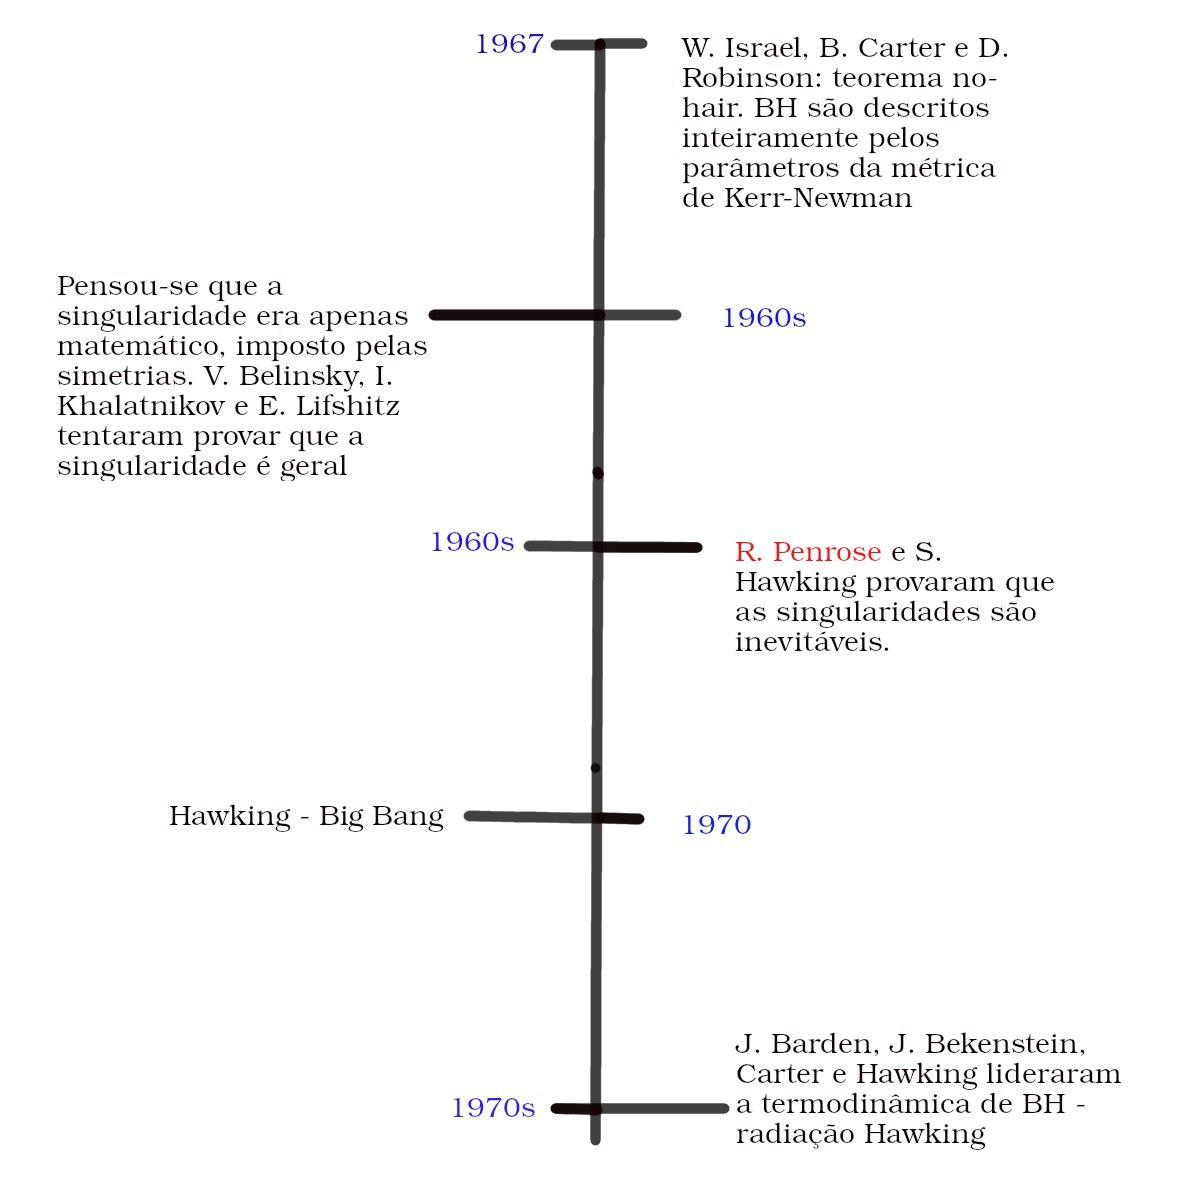 1967
W. Israel, B. Carter e D.
Robinson: teorema no-
hair. BH são descritos
inteiramente pelos
parâmetros da métrica
de Kerr-Newman
Pensou-se que a
singularidade era apenas
matemático, imposto pelas
simetrias. V. Belinsky, I.
Khalatnikov e E. Lifshitz
tentaram provar que a
singularidade é geral
1960s
1960s
R. Penrose e S.
Hawking provaram que
as singularidades são
inevitáveis.
Hawking - Big Bang
1970
1970s
J. Barden, J. Bekenstein,
Carter e Hawking lideraram
a termodinâmica de BH -
radiação Hawking